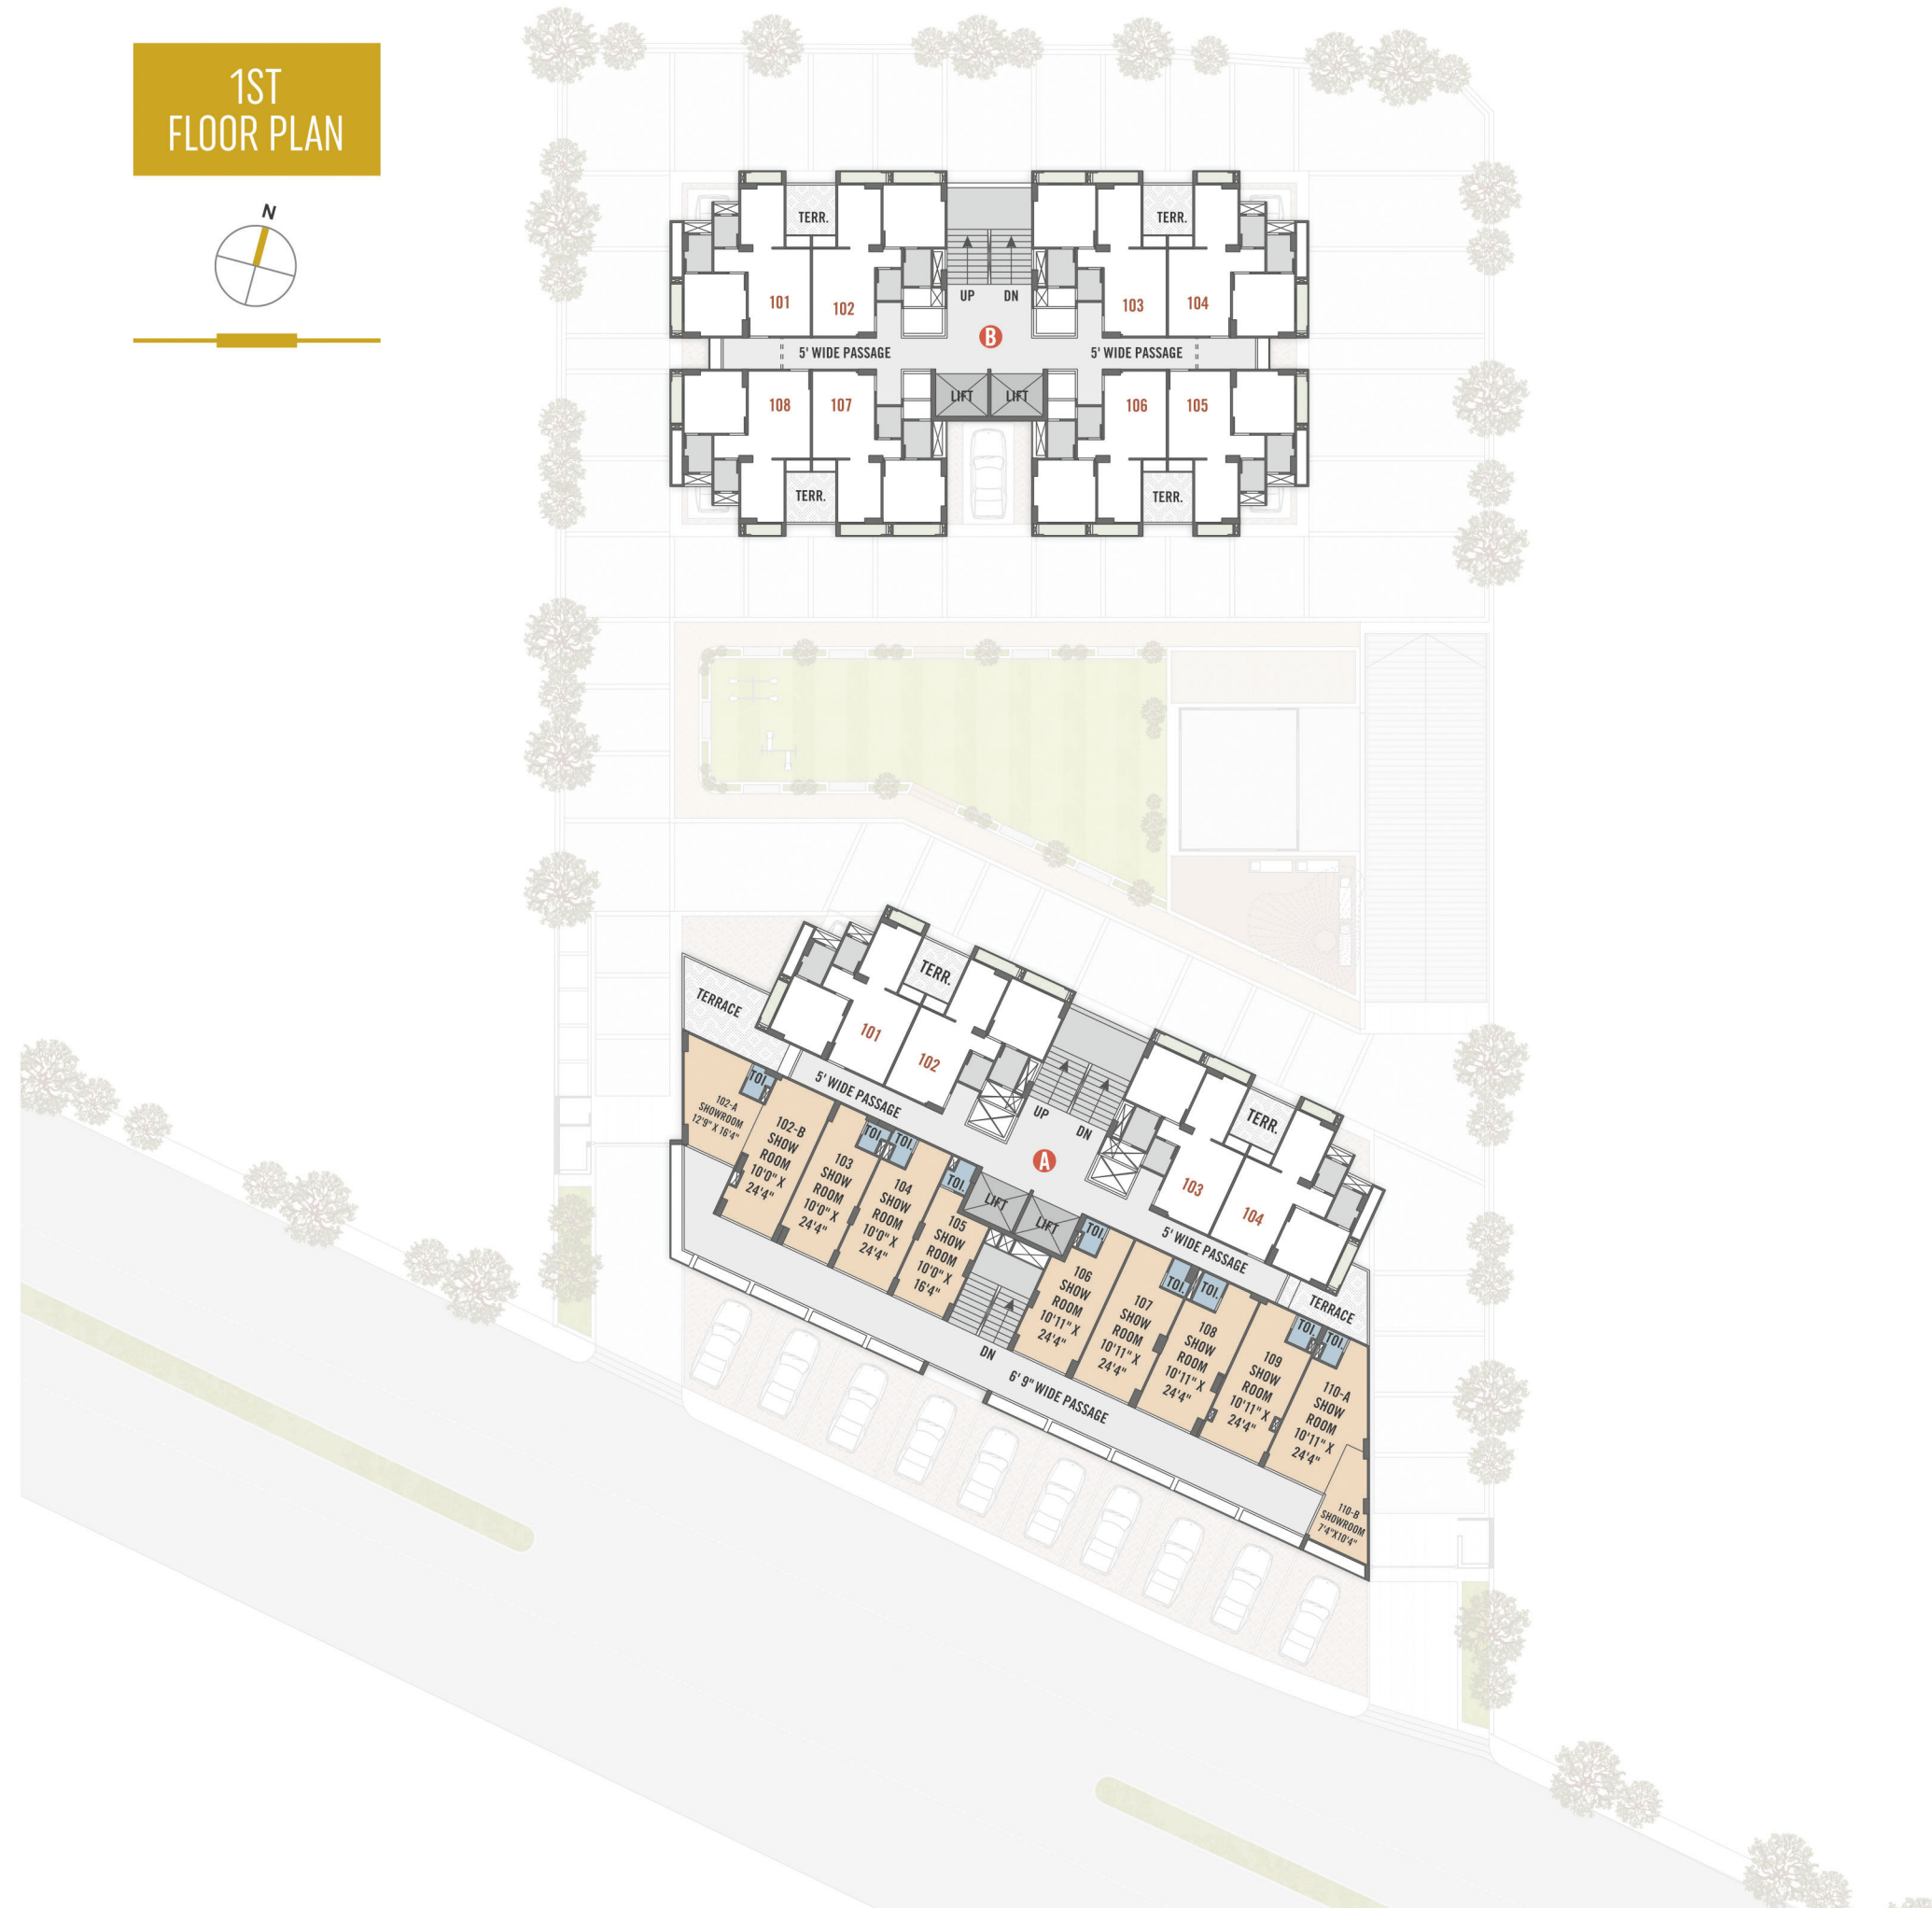 1ST
FLOOR PLAN
N
TERR.
TERR.
101
102
UP
DN
103
104
B
5' WIDE PASSAGE
5' WIDE PASSAGE
108
107
LIFT
LIFT
106
105
TERR.
TERR.
TERRACE
TERR.
101
102
5' WIDE PASSAGE
UP
DN
TERR.
A
103
104
5' WIDE PASSAGE
TERRACE
TOI.
102-A
SHOWROOM
12'9" X 16'4"
102-B
SHOW
ROOM
10'0" X
24'4"
TOI.
103
SHOW
ROOM
10'0" X
24'4"
TOI.
104
SHOW
ROOM
10'0" X
24'4"
TOI.
105
SHOW
ROOM
10'0" X
16'4"
LIFT
LIFT
DN
TOI.
106
SHOW
ROOM
10'11" X
24'4"
TOI.
107
SHOW
ROOM
10'11" X
24'4"
TOI.
108
SHOW
ROOM
10'11" X
24'4"
TOI.
109
SHOW
ROOM
10'11" X
24'4"
TOI.
110-A
SHOW
ROOM
10'11" X
24'4"
110-B
SHOWROOM
7'4"X10'4"
6' 9" WIDE PASSAGE